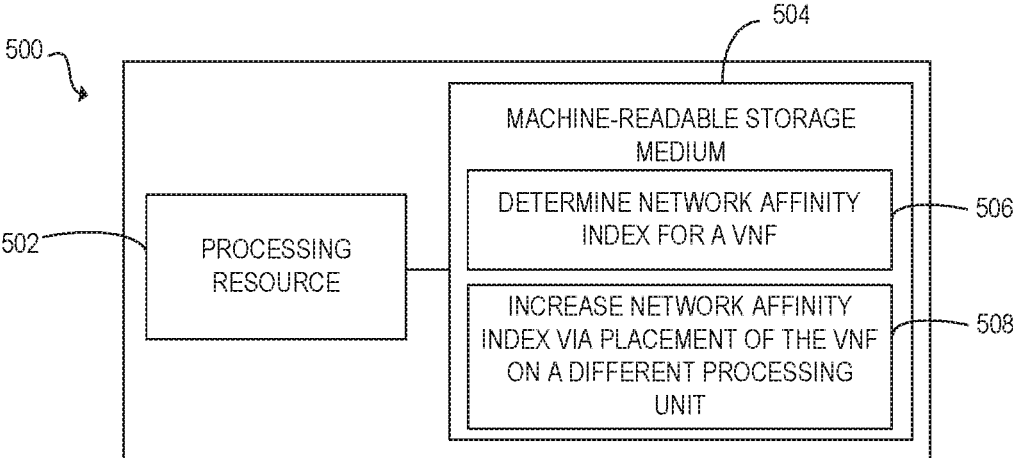 504
500
MACHINE-READABLE STORAGE
MEDIUM
DETERMINE NETWORK AFFINITY
INDEX FOR A VNF
506
502
PROCESSING
RESOURCE
INCREASE NETWORK AFFINITY
INDEX VIA PLACEMENT OF THE VNF
ON A DIFFERENT PROCESSING
UNIT
508